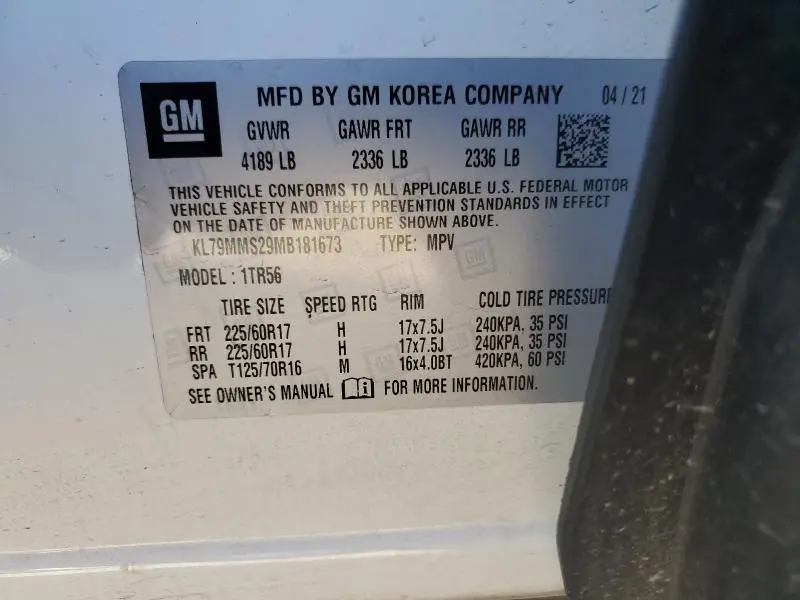 GM MFD BY GM KOREA COMPANY 04 / 21
GVWR GAWR FRT GAWR RR
4189 LB 2336 LB 2336 LB
THIS VEHICLE CONFORMS TO ALL APPLICABLE U.S. FEDERAL MOTOR
VEHICLE SAFETY AND THEFT PREVENTION STANDARDS IN EFFECT
ON THE DATE OF MANUFACTURE SHOWN ABOVE.
KL79MMS29MB181673 TYPE: MPV
MODEL : 1TR56
TIRE SIZE SPEED RTG RIM COLD TIRE PRESSURE
FRT 225/60R17 H 17x7.5J 240KPA, 35 PSI
RR 225/60R17 H 17x7.5J 240KPA, 35 PSI
SPA T125/70R16 M 16x4.0BT 420KPA, 60 PSI
SEE OWNER'S MANUAL FOR MORE INFORMATION.